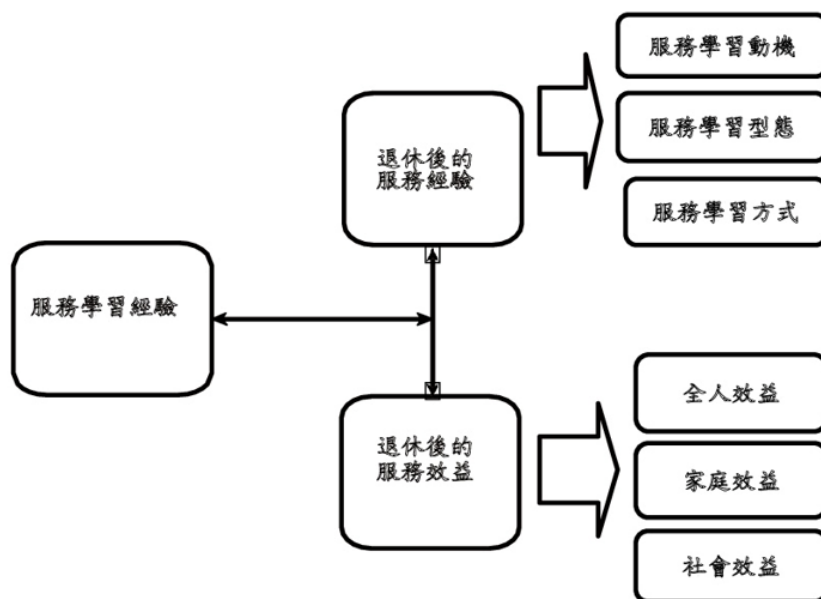 服務學習動機
服務學習型態
服務學習方式
退休後的
服務經驗
服務學習經驗
退休後的
服務效益
全人效益
家庭效益
社會效益